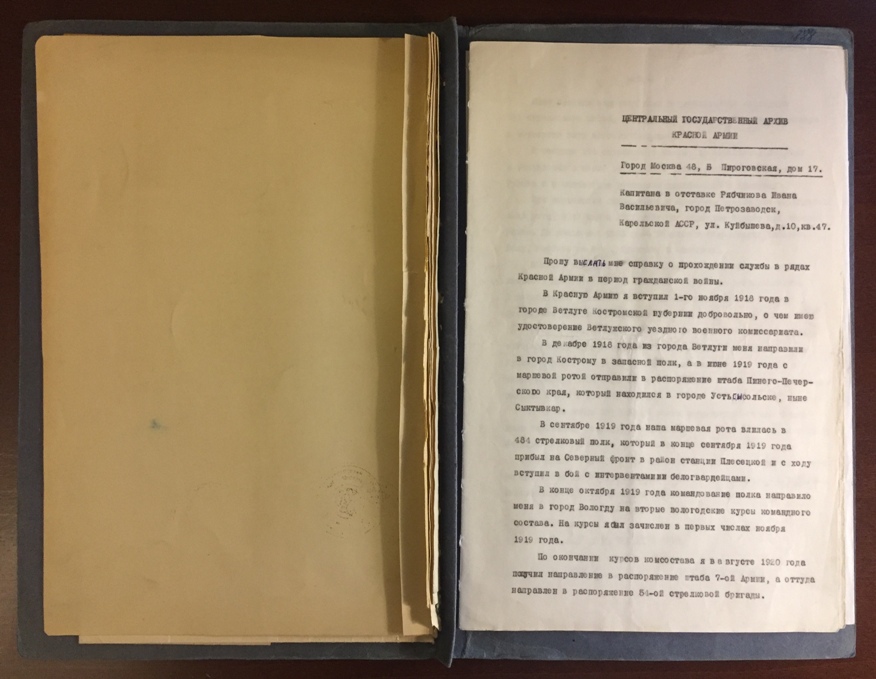 ЦЕНТРАЛЬНЫЙ ГОСУДАРСТВЕННЫЙ АРХИВ
КРАСНОЙ АРМИИ
Город Москва 48, Б Пироговская, дом 17.
Капитана в отставке Рябчикова Ивана
Васильевича, город Петрозаводск,
Карельской АССР, ул. Куйбышева,д.10,кв.47.
Прошу выслать мне справку о прохождении службы в рядах
Красной Армии в период гражданской войны.
В Красную Армию я вступил 1-го ноября 1918 года в
городе Ветлуге Костромской губернии добровольно, о чем имею
удостоверение Ветлужского уездного военного комиссариата.
В декабре 1918 года из города Ветлуги меня направили
в город Кострому в запасной полк, а в июне 1919 года с
маршевой ротой отправили в распоряжение штаба Пинего-Печер-
ского края, который находился в городе Устьсысольске, ныне
Сыктывкар.
В сентябре 1919 года наша маршевая рота влилась в
484 стрелковый полк, который в конце сентября 1919 года
прибыл на Северный фронт в район станции Плесецкой и с ходу
вступил в бой с интервентами и белогвардейцами.
В конце октября 1919 года командование полка направило
меня в город Вологду на вторые вологодские курсы командного
состава. На курсы я был зачислен в первых числах ноября
1919 года.
По окончании курсов комсостава я в августе 1920 года
получил направление в распоряжение штаба 7-ой Армии, а оттуда
направлен в распоряжение 54-ой стрелковой бригады.